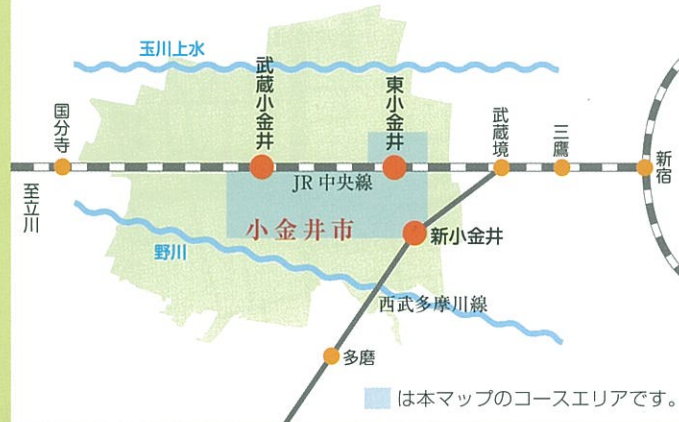 玉川上水
武蔵小金井
東小金井
国分寺
武蔵境
三鷹
新宿
JR中央線
至立川
小金井市
新小金井
野川
西武多摩川線
多磨
は本マップのコースエリアです。